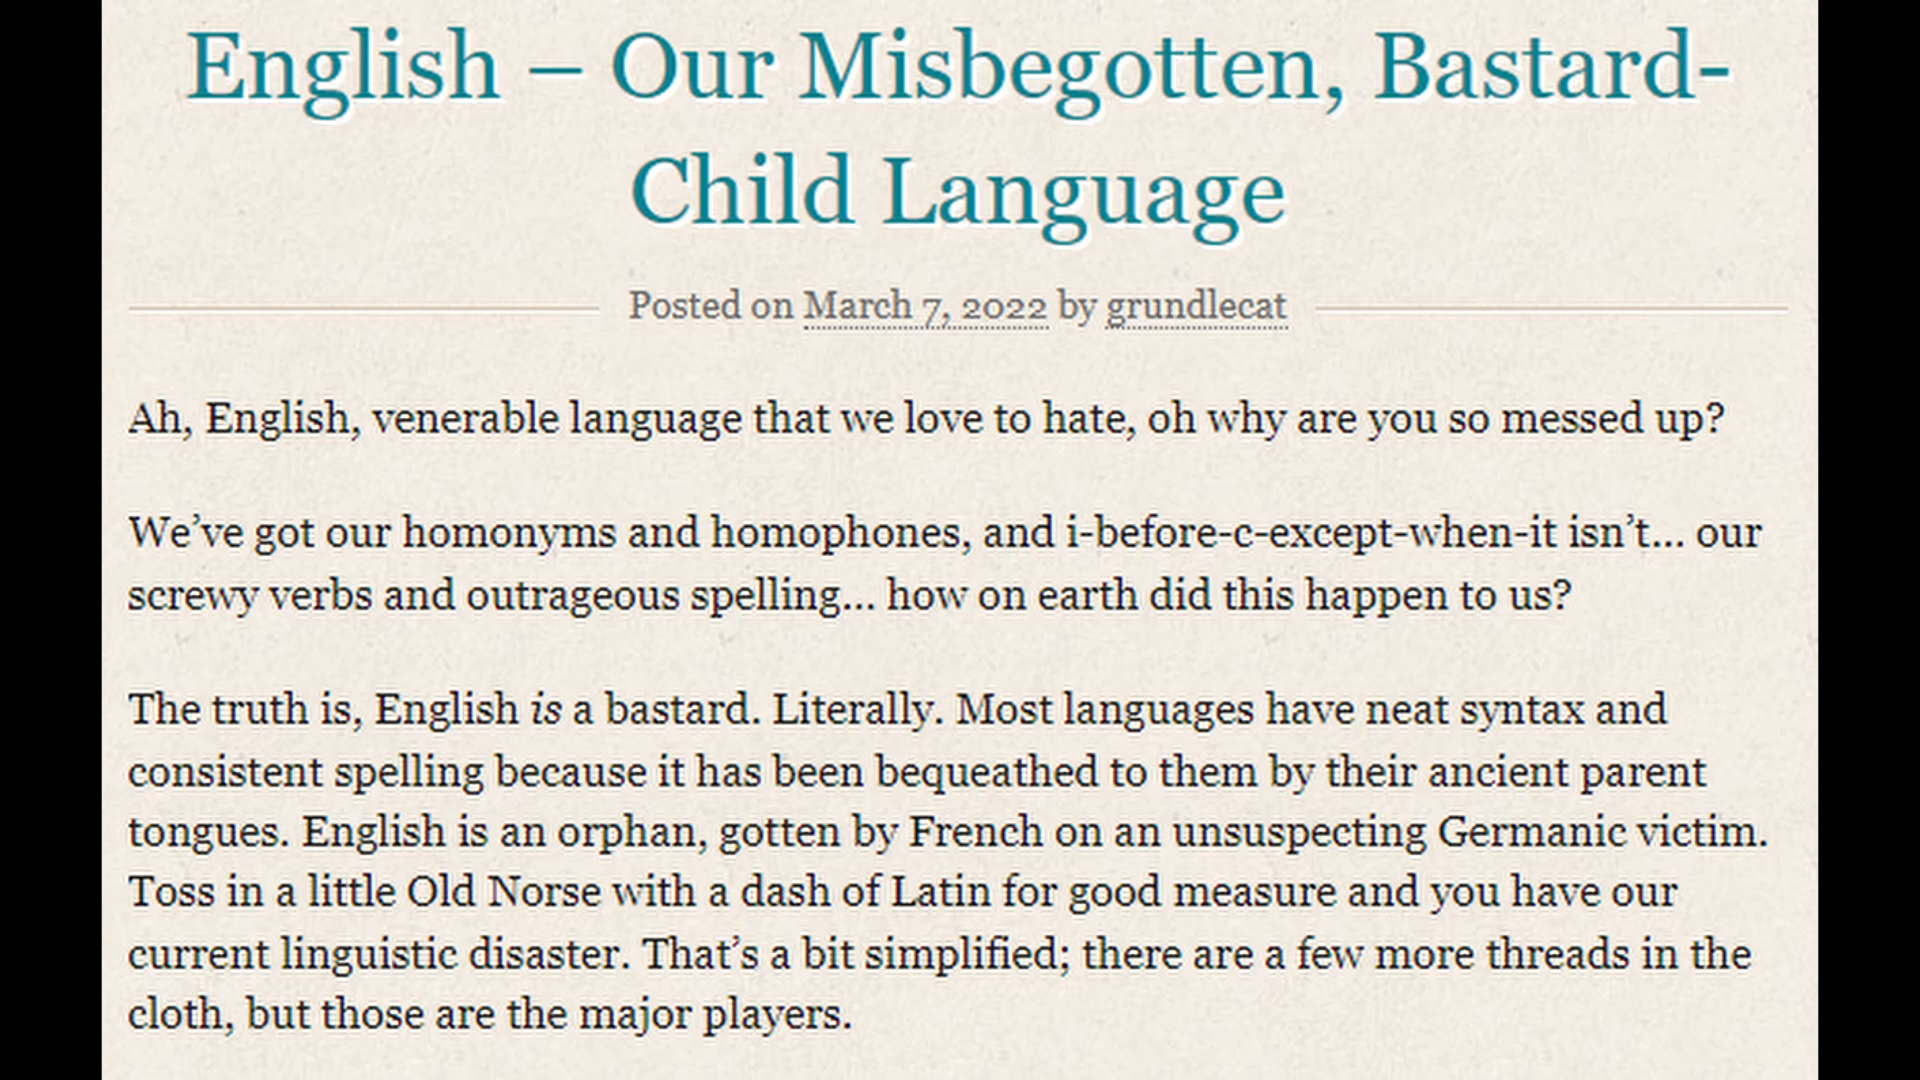 English – Our Misbegotten, Bastard-
Child Language
Posted on March 7, 2022 by grundlecat
Ah, English, venerable language that we love to hate, oh why are you so messed up?
We’ve got our homonyms and homophones, and i-before-c-except-when-it isn’t… our
screwy verbs and outrageous spelling… how on earth did this happen to us?
The truth is, English is a bastard. Literally. Most languages have neat syntax and
consistent spelling because it has been bequeathed to them by their ancient parent
tongues. English is an orphan, gotten by French on an unsuspecting Germanic victim.
Toss in a little Old Norse with a dash of Latin for good measure and you have our
current linguistic disaster. That’s a bit simplified; there are a few more threads in the
cloth, but those are the major players.